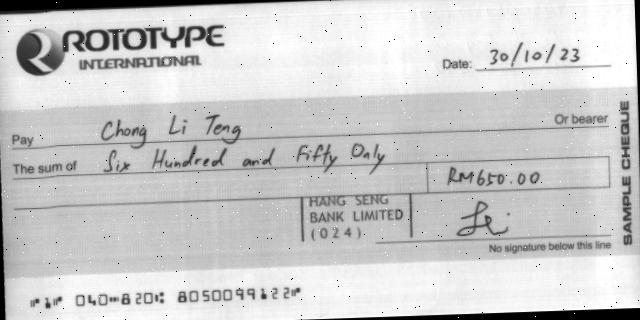 ROTOTYPE
INTERNATIONAL
Date: 30/10/23
Pay Chong Li Teng Or bearer
The sum of Six Hundred and Fifty Only
RM650.00
HANG SENG
BANK LIMITED
(024)
No signature below this line
SAMPLE CHEQUE
⑈1⑈ 040⑉820⑆ 8050099122⑈